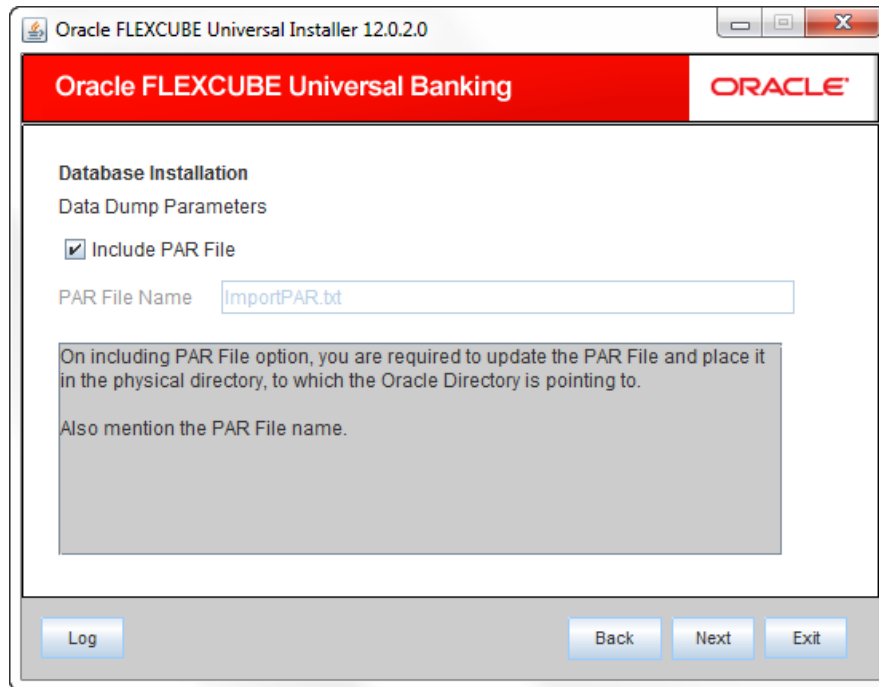 Oracle FLEXCUBE Universal Installer 12.0.2.0
Oracle FLEXCUBE Universal Banking
ORACLE
Database Installation
Data Dump Parameters
Include PAR File
PAR File Name ImportPAR.txt
On including PAR File option, you are required to update the PAR File and place it
in the physical directory, to which the Oracle Directory is pointing to.
Also mention the PAR File name.
Log Back Next Exit